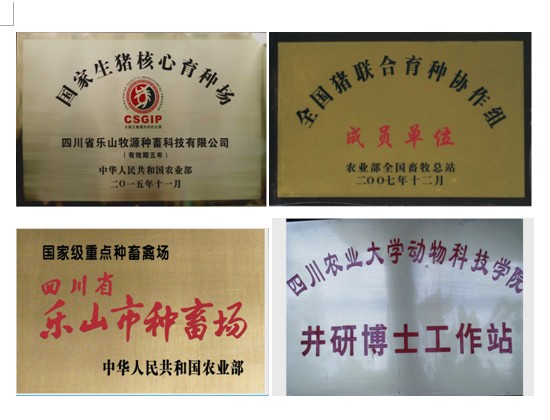 国家生猪核心育种场
CSGIP
四川省乐山牧源种畜科技有限公司
（有效期五年）
中华人民共和国农业部
二〇一五年十一月
全国猪联合育种协作组
成员单位
农业部全国畜牧总站
二〇〇七年十二月
国家级重点种畜禽场
四川省
乐山市种畜场
中华人民共和国农业部
四川农业大学动物科技学院
井研博士工作站